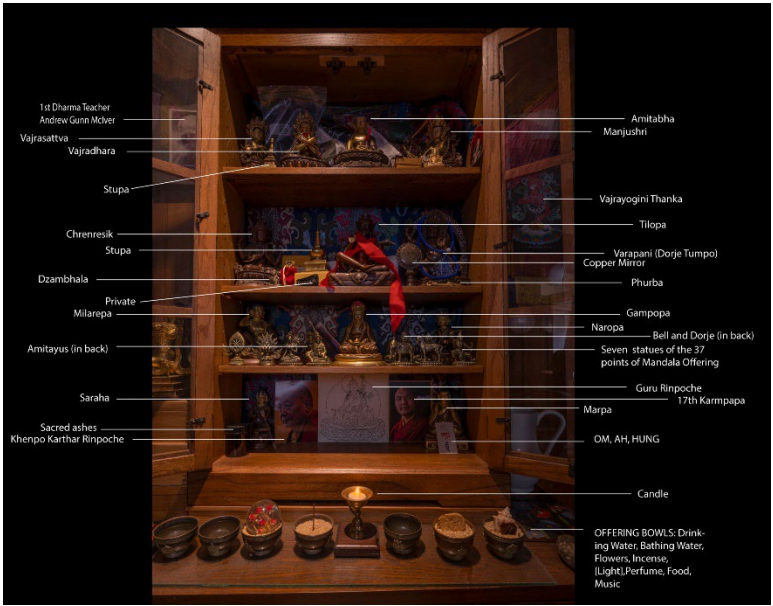 1st Dharma Teacher
Andrew Gunn McIver
Vajrasattva
Vajradhara
Stupa
Chrenresik
Stupa
Dzambhala
Private
Milarepa
Amitayus (in back)
Saraha
Sacred ashes
Khenpo Karthar Rinpoche
Amitabha
Manjushri
Vajrayogini Thanka
Tilopa
Varapani (Dorje Tumpo)
Copper Mirror
Phurba
Gampopa
Naropa
Bell and Dorje (in back)
Seven statues of the 37
points of Mandala Offering
Guru Rinpoche
17th Karmpapa
Marpa
OM, AH, HUNG
Candle
OFFERING BOWLS: Drink-
ing Water, Bathing Water,
Flowers, Incense,
[Light],Perfume, Food,
Music